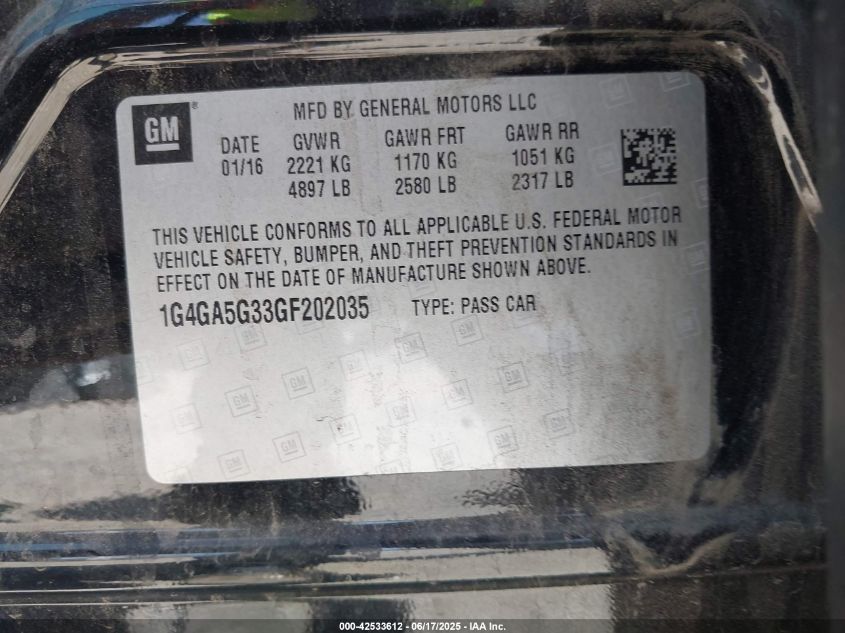 GM ®
MFD BY GENERAL MOTORS LLC
DATE GVWR GAWR FRT GAWR RR
01/16 2221 KG 1170 KG 1051 KG
4897 LB 2580 LB 2317 LB
THIS VEHICLE CONFORMS TO ALL APPLICABLE U.S. FEDERAL MOTOR
VEHICLE SAFETY, BUMPER, AND THEFT PREVENTION STANDARDS IN
EFFECT ON THE DATE OF MANUFACTURE SHOWN ABOVE.
1G4GA5G33GF202035 TYPE: PASS CAR
000-42533612 - 06/17/2025 - IAA Inc.